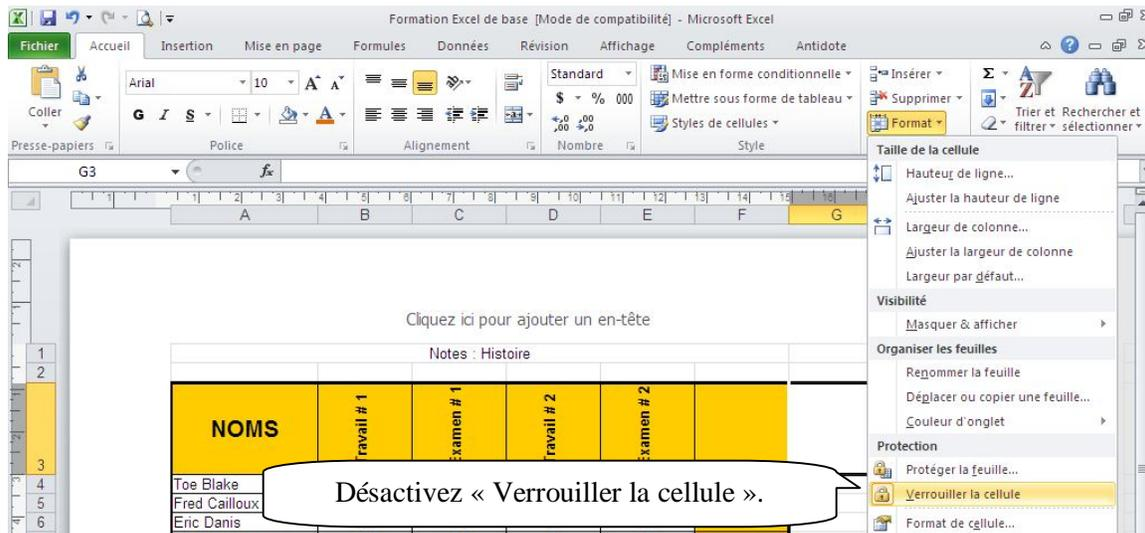 Formation Excel de base [Mode de compatibilité] - Microsoft Excel
Fichier Accueil Insertion Mise en page Formules Données Révision Affichage Compléments Antidote
Coller
Presse-papiers
Arial 10
G I S
Police
Alignement
Standard
$ % 000
Nombre
Mise en forme conditionnelle
Mettre sous forme de tableau
Styles de cellules
Style
Insérer
Supprimer
Format
Trier et filtrer
Rechercher et sélectionner
G3 fx
A B C D E F G
Taille de la cellule
Hauteur de ligne...
Ajuster la hauteur de ligne
Largeur de colonne...
Ajuster la largeur de colonne
Largeur par défaut...
Visibilité
Masquer & afficher
Organiser les feuilles
Renommer la feuille
Déplacer ou copier une feuille...
Couleur d'onglet
Protection
Protéger la feuille...
Verrouiller la cellule
Format de cellule...
Cliquez ici pour ajouter un en-tête
1 Notes : Histoire
2
3 NOMS Travail # 1 Examen # 1 Travail # 2 Examen # 2
4 Toe Blake
5 Fred Cailloux
6 Eric Danis
Désactivez « Verrouiller la cellule ».